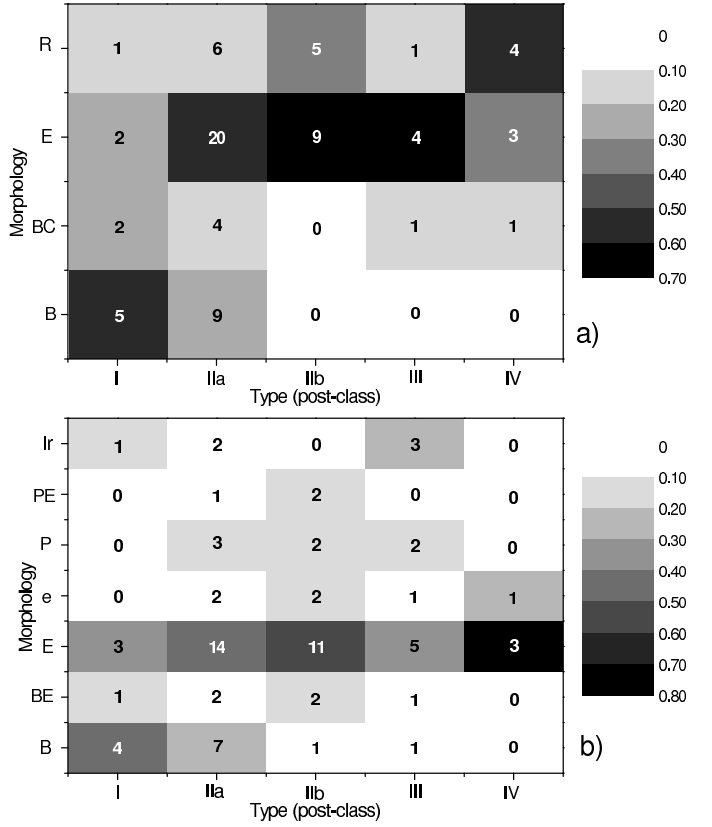 0
R 1 6 5 1 4
0.10
0.20
E 2 20 9 4 3
0.30
0.40
Morphology
BC 2 4 0 1 1
0.50
0.60
0.70
B 5 9 0 0 0
a)
I IIa IIb III IV
Type (post-class)
Ir 1 2 0 3 0
0
PE 0 1 2 0 0
0.10
0.20
P 0 3 2 2 0
0.30
0.40
e 0 2 2 1 1
0.50
Morphology
E 3 14 11 5 3
0.60
0.70
BE 1 2 2 1 0
0.80
B 4 7 1 1 0
b)
I IIa IIb III IV
Type (post-class)